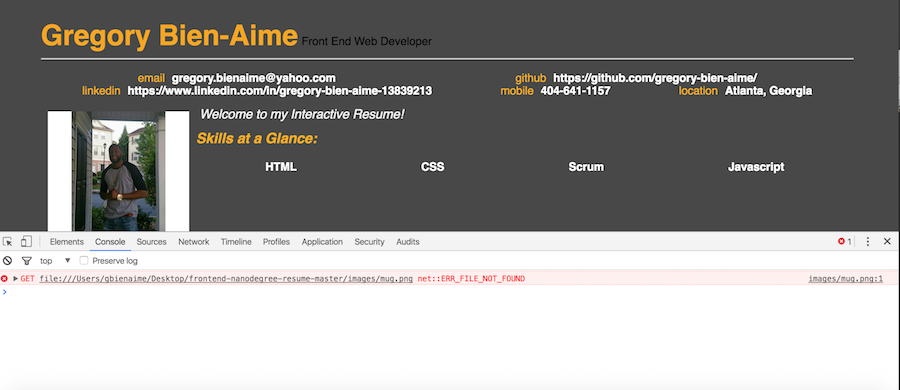 Gregory Bien-Aime Front End Web Developer
email gregory.bienaime@yahoo.com github https://github.com/gregory-bien-aime/
linkedin https://www.linkedin.com/in/gregory-bien-aime-13839213 mobile 404-641-1157 location Atlanta, Georgia
Welcome to my Interactive Resume!
Skills at a Glance:
HTML CSS Scrum Javascript
Elements Console Sources Network Timeline Profiles Application Security Audits 1
top Preserve log
GET file:///Users/gbienaime/Desktop/frontend-nanodegree-resume-master/images/mug.png net::ERR_FILE_NOT_FOUND images/mug.png:1